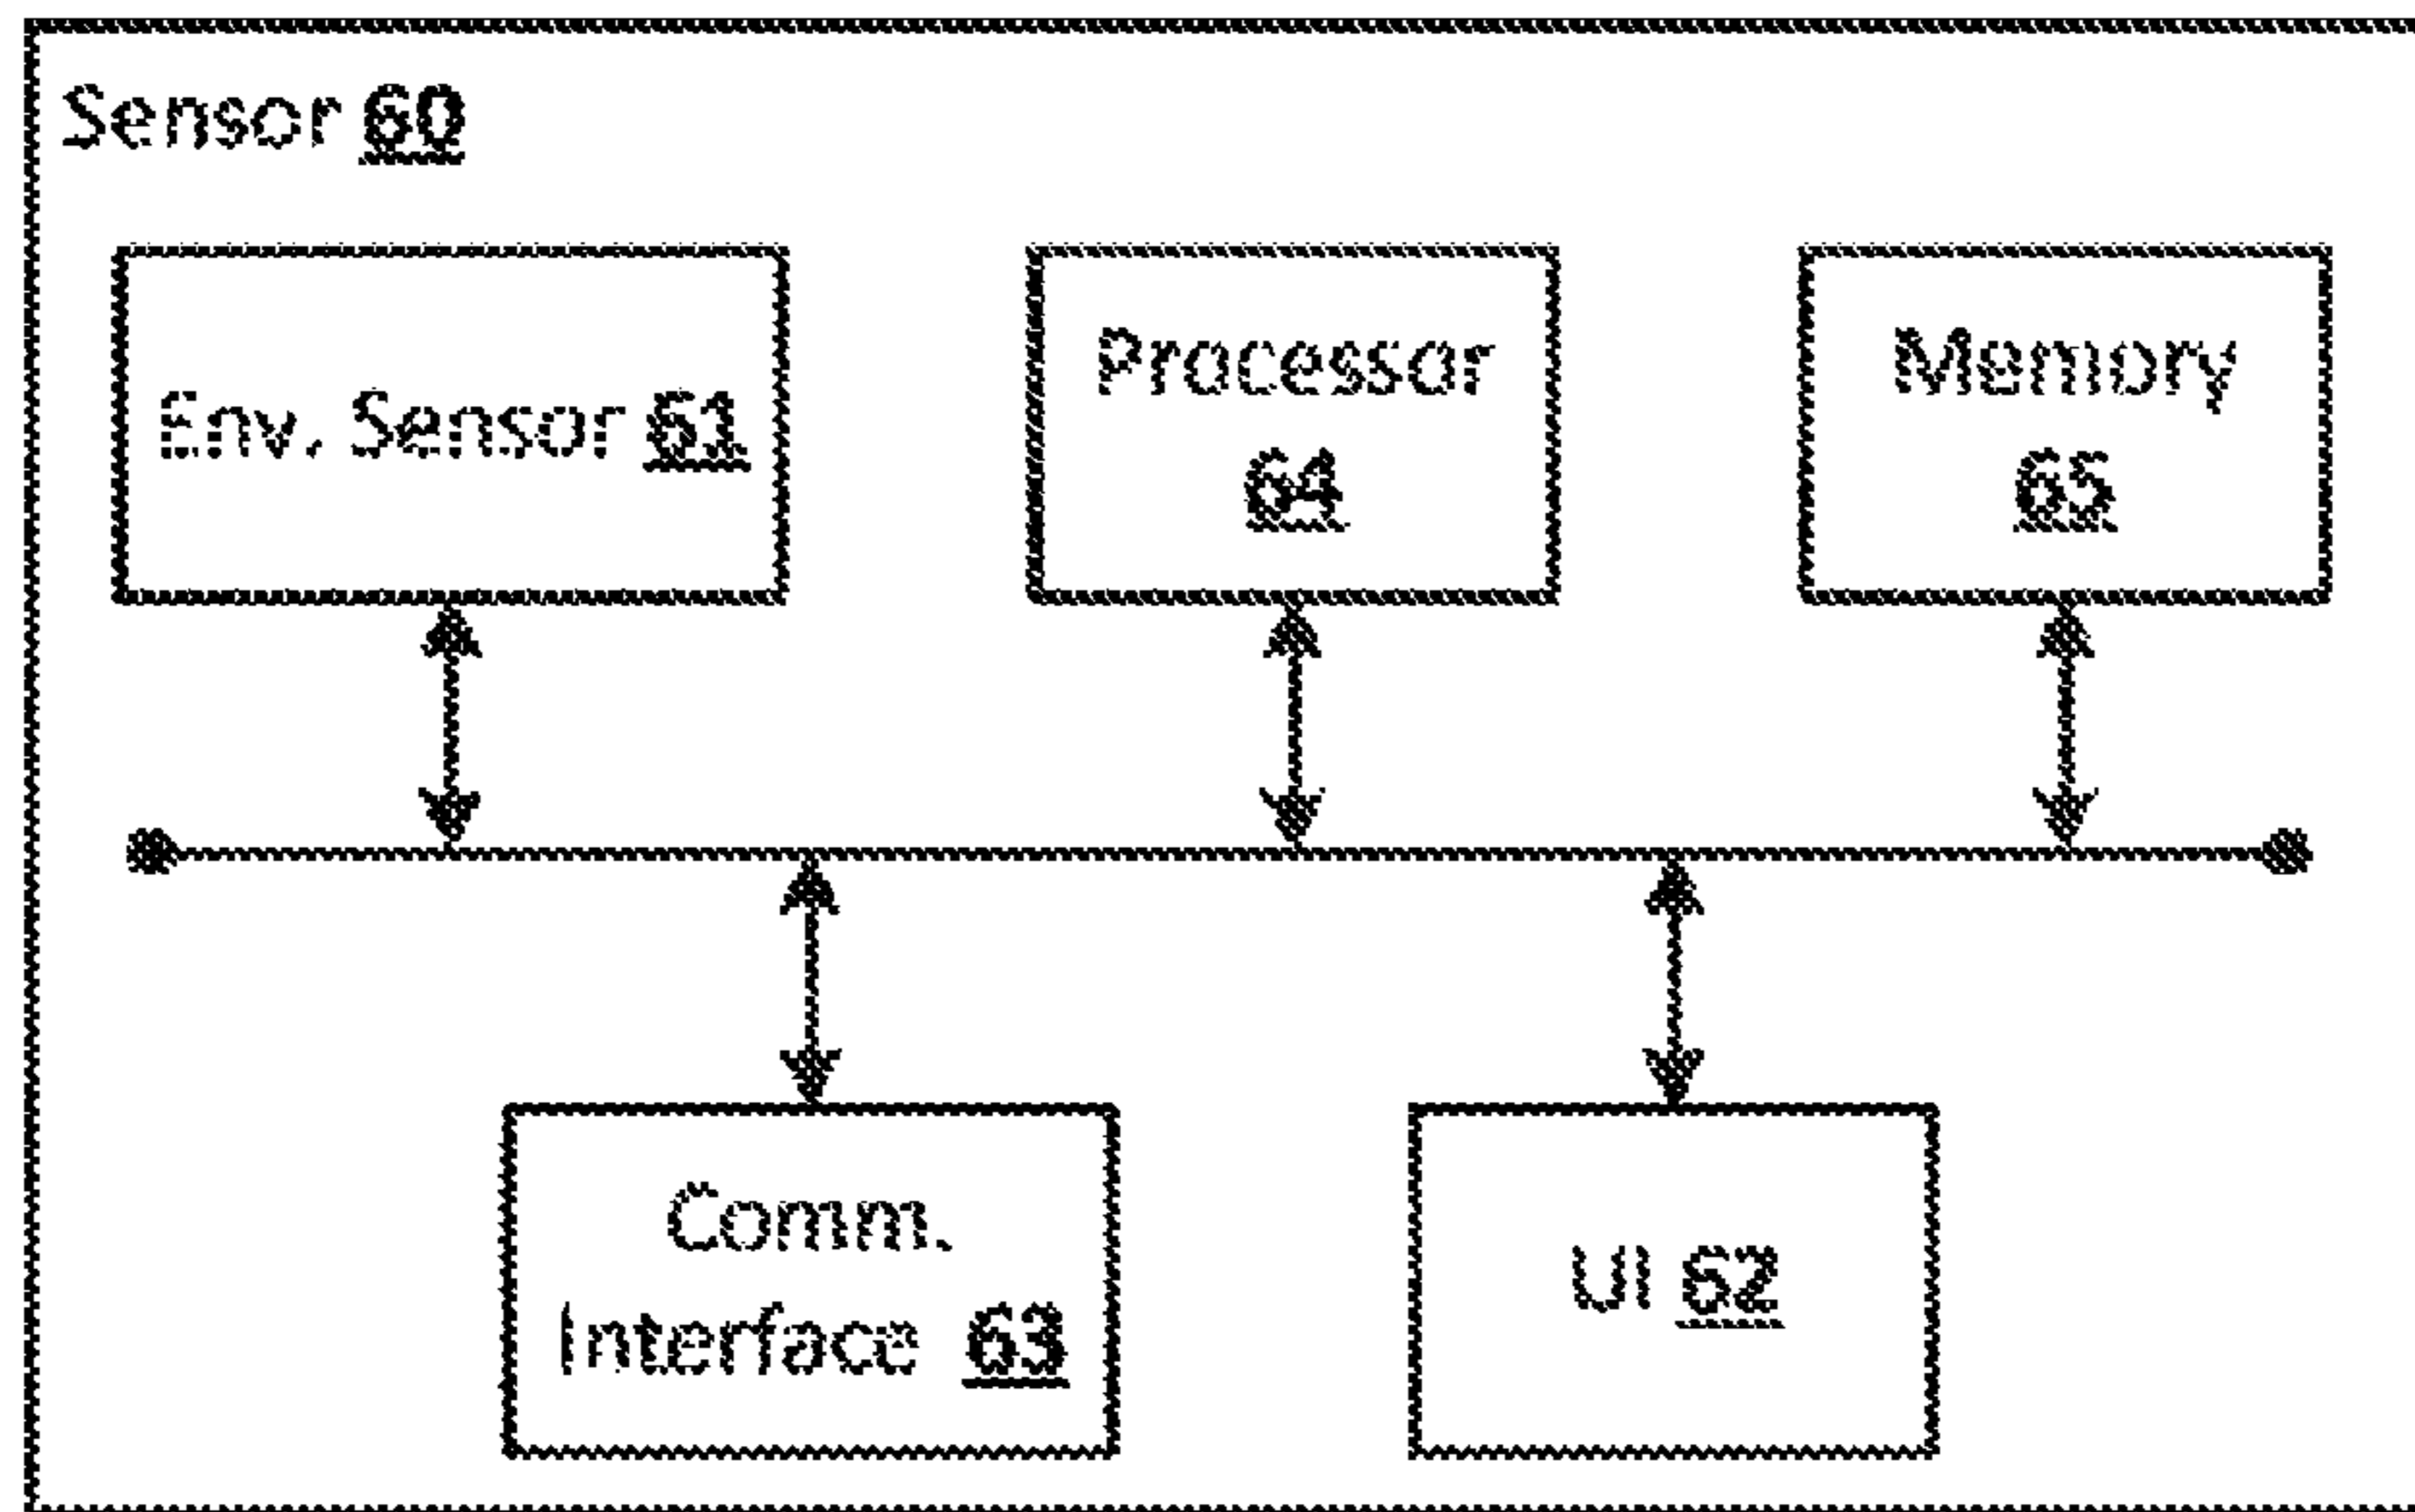 Sensor 60
Env. Sensor 61
Processor
64
Memory
65
Comm.
Interface 63
UI 62